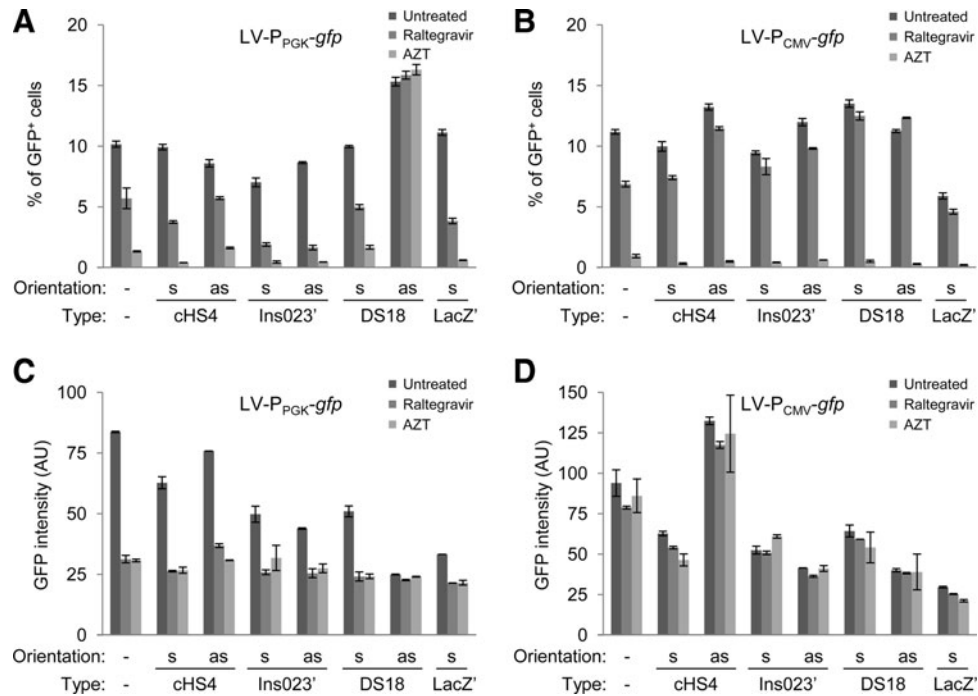 A
LV-PPGK-gfp
Untreated
Raltegravir
AZT
% of GFP+ cells
20
15
10
5
0
Orientation: - s as s as s as s
Type: - cHS4 Ins023' DS18 LacZ'
B
LV-PCMV-gfp
Untreated
Raltegravir
AZT
% of GFP+ cells
20
15
10
5
0
Orientation: - s as s as s as s
Type: - cHS4 Ins023' DS18 LacZ'
C
LV-PPGK-gfp
Untreated
Raltegravir
AZT
GFP intensity (AU)
100
75
50
25
0
Orientation: - s as s as s as s
Type: - cHS4 Ins023' DS18 LacZ'
D
LV-PCMV-gfp
Untreated
Raltegravir
AZT
GFP intensity (AU)
150
125
100
75
50
25
0
Orientation: - s as s as s as s
Type: - cHS4 Ins023' DS18 LacZ'